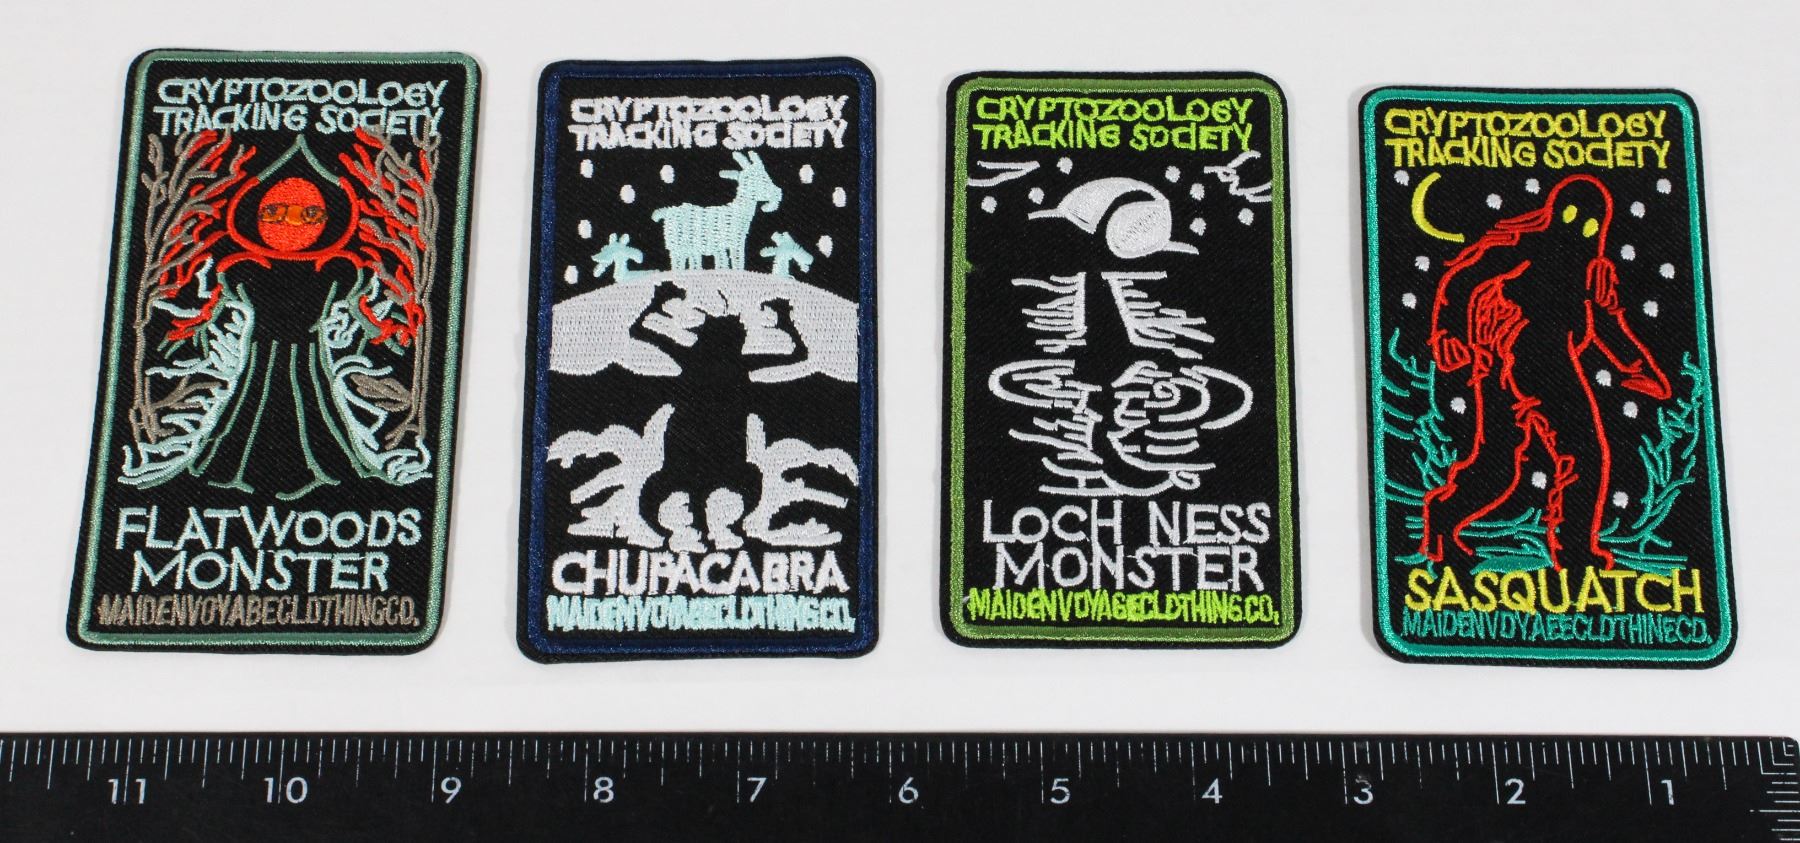 CRYPTOZOOLOGY
TRACKING SOCIETY
FLATWOODS
MONSTER
MAIDENVOYAGECLOTHINGCO.
CRYPTOZOOLOGY
TRACKING SOCIETY
CHUPACABRA
MAIDENVOYAGECLOTHINGCO.
CRYPTOZOOLOGY
TRACKING SOCIETY
LOCH NESS
MONSTER
MAIDENVOYAGECLOTHINGCO.
CRYPTOZOOLOGY
TRACKING SOCIETY
SASQUATCH
MAIDENVOYAGECLOTHINGCO.
11 10 9 8 7 6 5 4 3 2 1